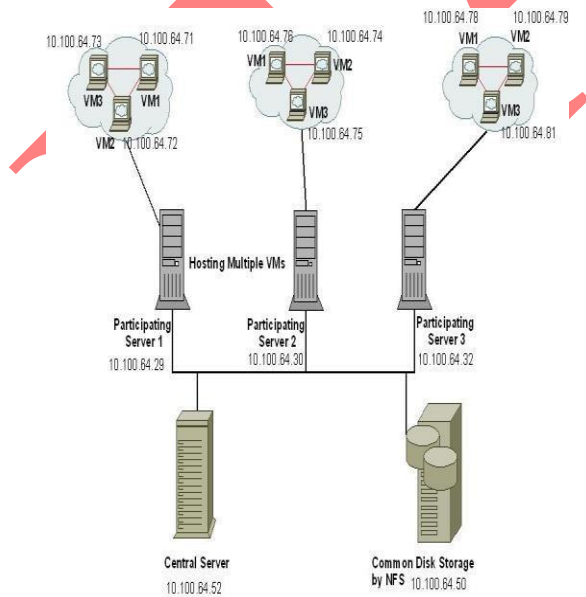 10.100.64.78
10.100.64.79
10.100.64.73
10.100.64.71
10.100.64.76
10.100.64.74
VM1
VM2
VM3
VM1
VM2
10.100.64.72
VM1
VM2
VM3
10.100.64.75
VM3
10.100.64.81
Hosting Multiple VMs
Participating
Server 1
10.100.64.29
Participating
Server 2
10.100.64.30
Participating
Server 3
10.100.64.32
Central Server
10.100.64.52
Common Disk Storage
by NFS 10.100.64.50